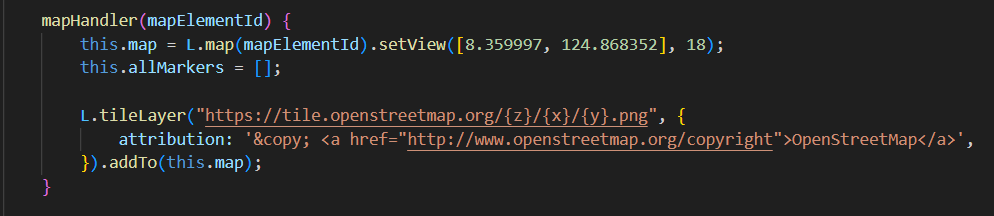 mapHandler(mapElementId) {
this.map = L.map(mapElementId).setView([8.359997, 124.868352], 18);
this.allMarkers = [];
L.tileLayer("https://tile.openstreetmap.org/{z}/{x}/{y}.png", {
attribution: '&copy; <a href="http://www.openstreetmap.org/copyright">OpenStreetMap</a>',
}).addTo(this.map);
}